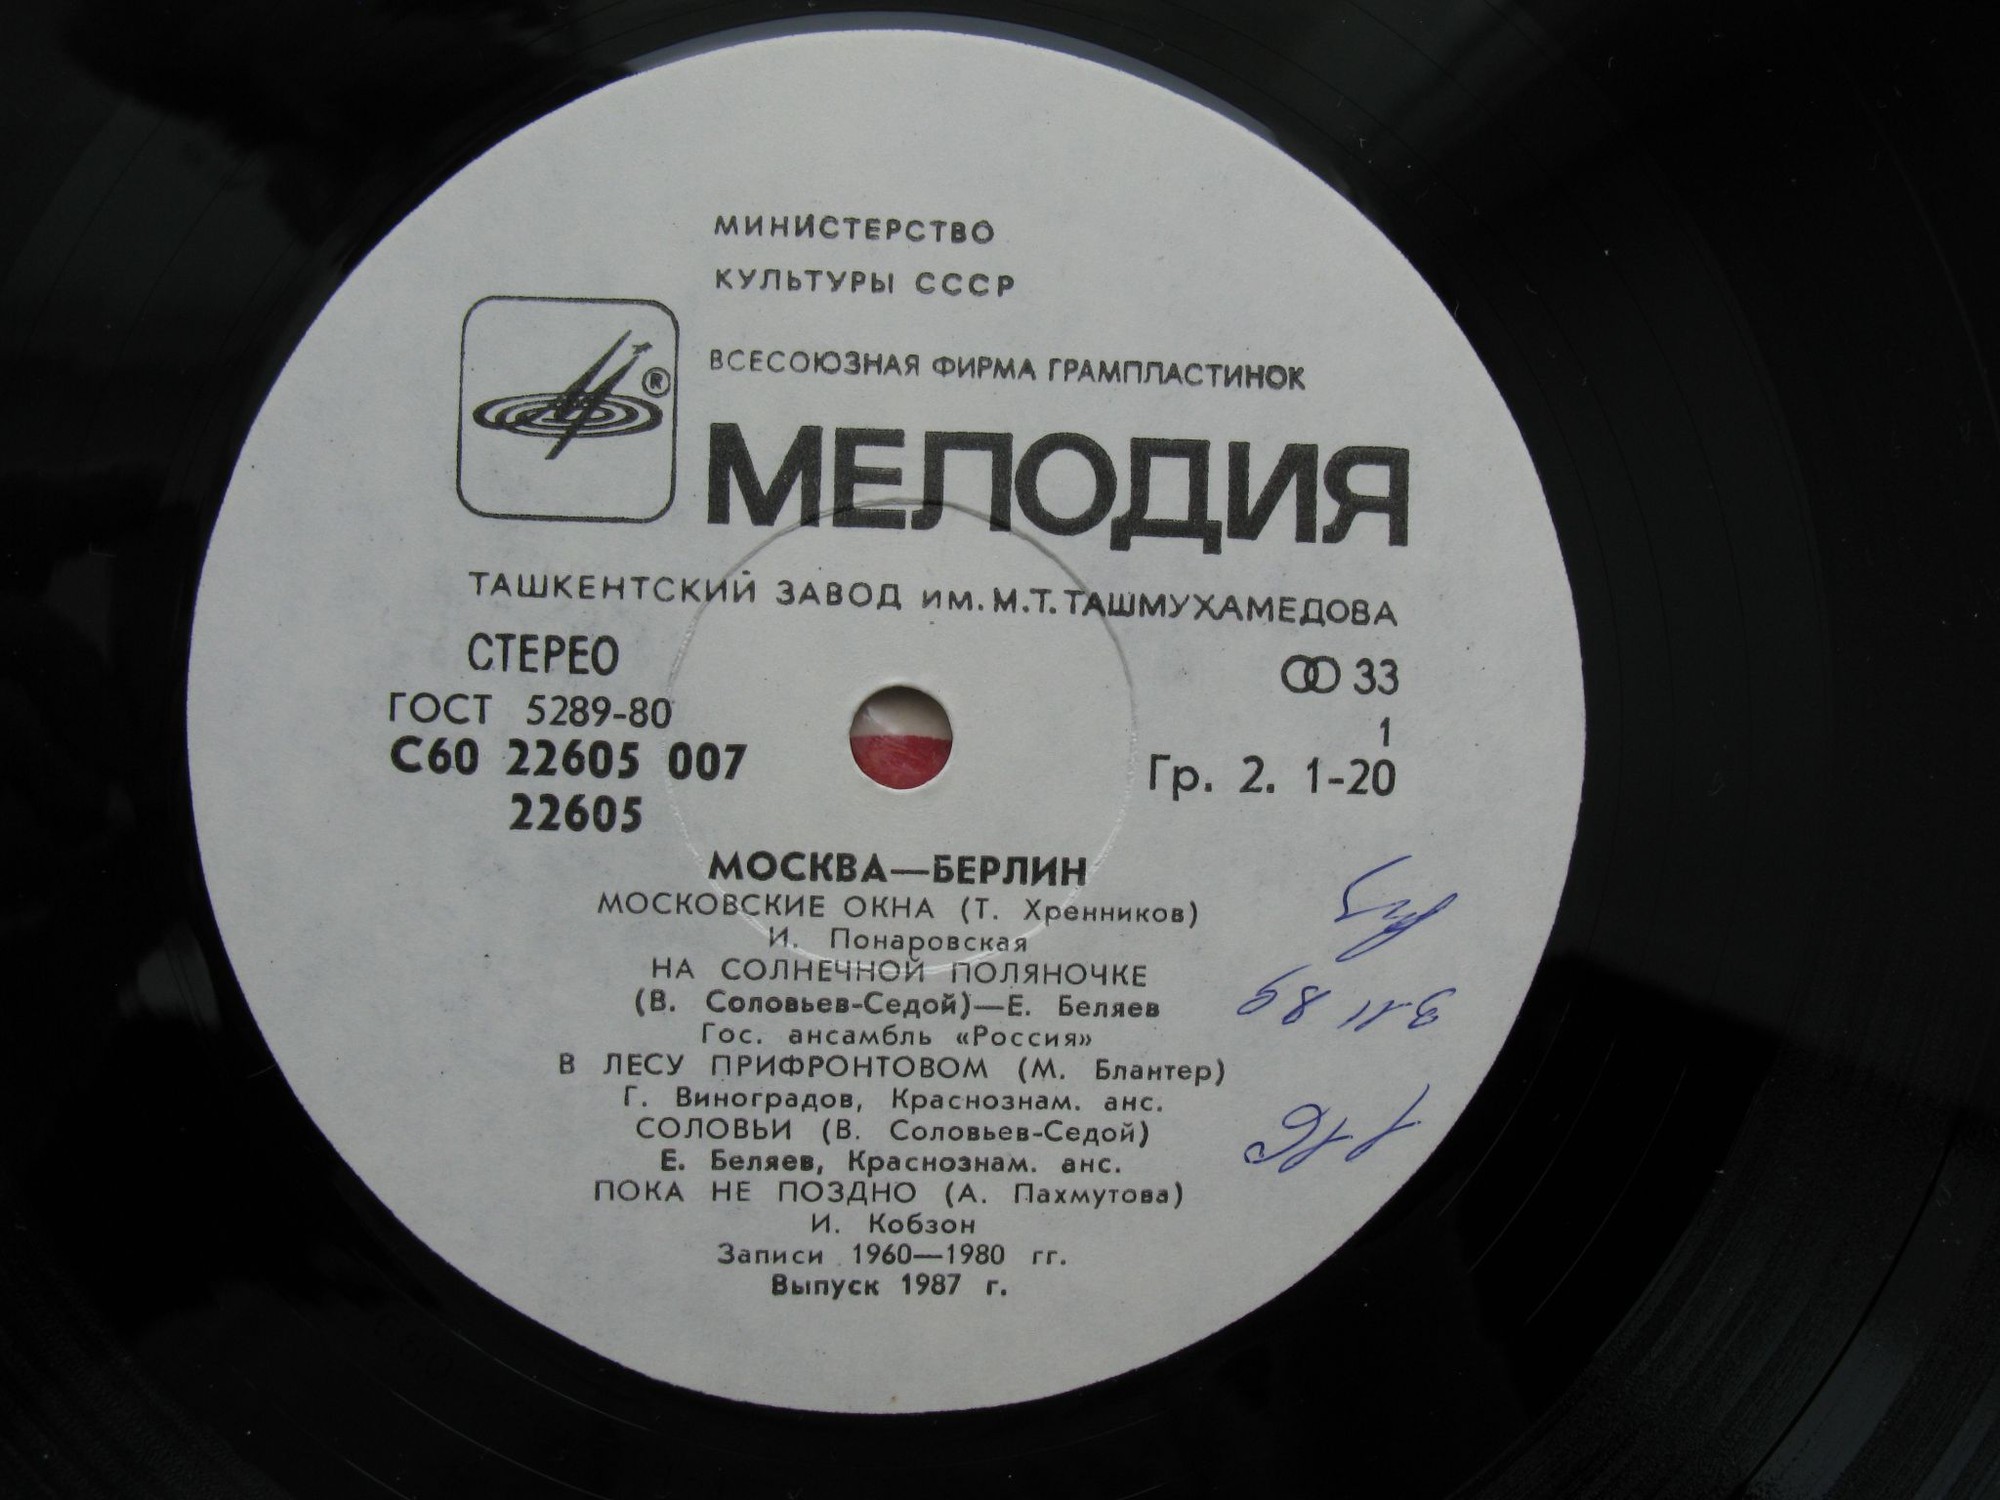 МИНИСТЕРСТВО
КУЛЬТУРЫ СССР
®
ВСЕСОЮЗНАЯ ФИРМА ГРАМПЛАСТИНОК
МЕЛОДИЯ
ТАШКЕНТСКИЙ ЗАВОД им. М.Т. ТАШМУХАМЕДОВА
СТЕРЕО
33
ГОСТ 5289-80
1
С60 22605 007
Гр. 2. 1-20
22605
МОСКВА—БЕРЛИН
МОСКОВСКИЕ ОКНА (Т. Хренников)
И. Понаровская
НА СОЛНЕЧНОЙ ПОЛЯНОЧКЕ
(В. Соловьев-Седой)—Е. Беляев
Гос. ансамбль «Россия»
В ЛЕСУ ПРИФРОНТОВОМ (М. Блантер)
Г. Виноградов, Краснознам. анс.
СОЛОВЬИ (В. Соловьев-Седой)
Е. Беляев, Краснознам. анс.
ПОКА НЕ ПОЗДНО (А. Пахмутова)
И. Кобзон
Записи 1960—1980 гг.
Выпуск 1987 г.